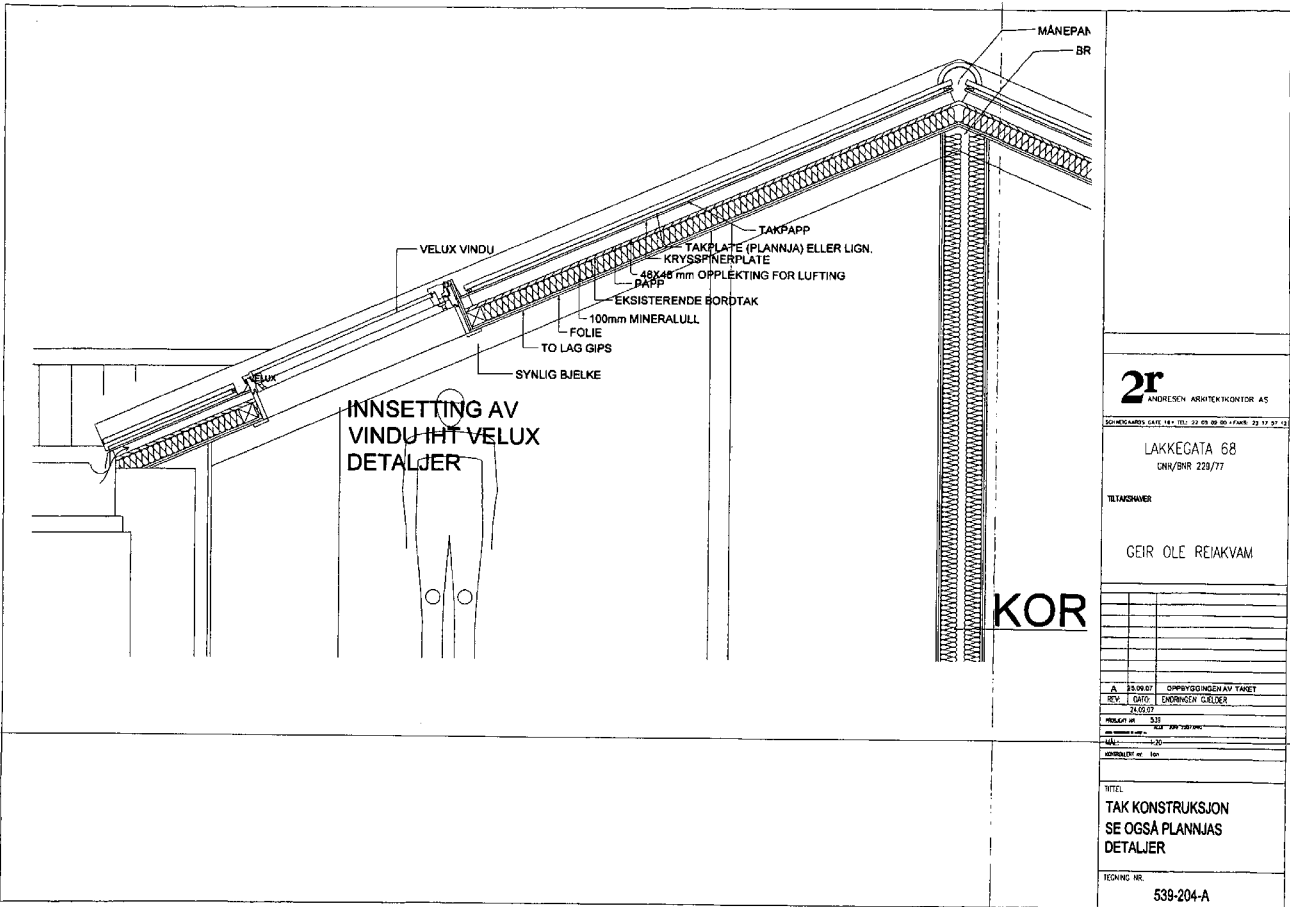 MÅNEPAN
BR
TAKPAPP
VELUX VINDU
TAKPLATE (PLANNJA) ELLER LIGN.
KRYSSFINERPLATE
48X48 mm OPPLEKTING FOR LUFTING
PAPP
EKSISTERENDE BORDTAK
100mm MINERALULL
FOLIE
TO LAG GIPS
SYNLIG BJELKE
VELUX
INNSETTING AV
VINDU IHT VELUX
DETALJER
KOR
2r
ANDRESEN ARKITEKTKONTOR AS
LAKKEGATA 68
GNR/BNR 229/77
TILTAKSHAVER
GEIR OLE REIAKVAM
A 25.09.07 OPPBYGGINGEN AV TAKET
REV: DATO: ENDRINGEN GJELDER
24.09.07
PROSJEKT NR 539
MÅL: 1:20
TITTEL
TAK KONSTRUKSJON
SE OGSÅ PLANNJAS
DETALJER
TEGNING NR.
539-204-A